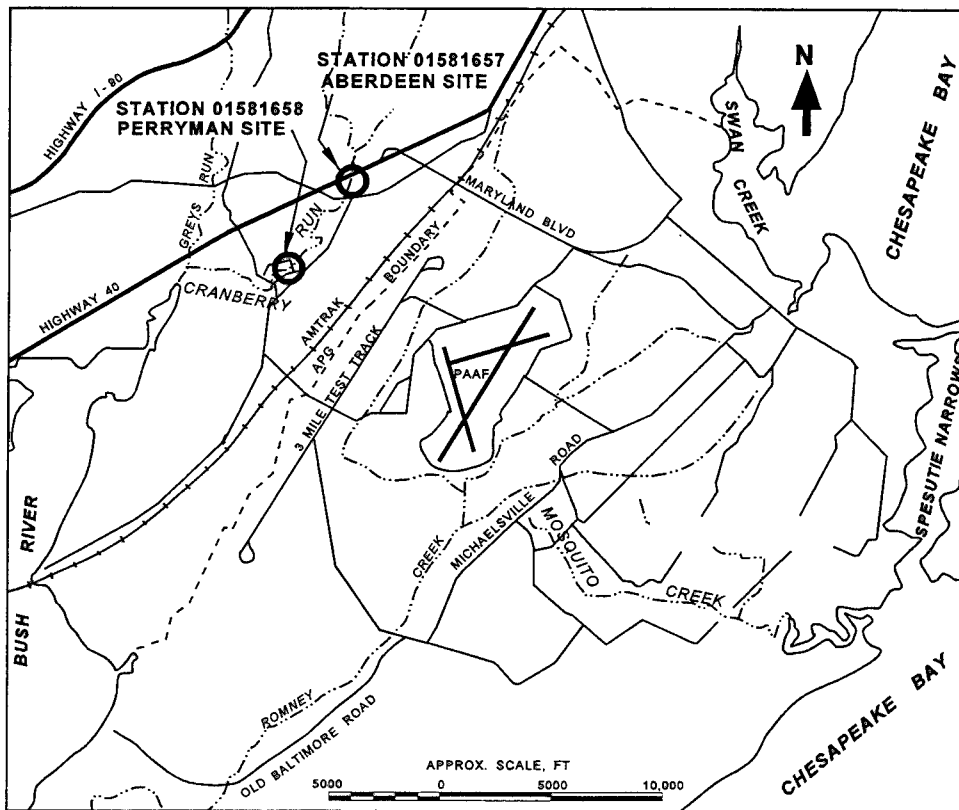 STATION 01581657
ABERDEEN SITE
N
STATION 01581658
PERRYMAN SITE
HIGHWAY I-80
CHESAPEAKE BAY
SWAN
CREEK
GREYS RUN
RUN
MARYLAND BLVD
CRANBERRY
HIGHWAY 40
AMTRAK
APG BOUNDARY
3 MILE TEST TRACK
PAAF
SPESUTIE NARROWS
MICHAELSVILLE ROAD
MOSQUITO
CREEK
CREEK
BUSH RIVER
ROMNEY
OLD BALTIMORE ROAD
CHESAPEAKE BAY
APPROX. SCALE, FT
5000 0 5000 10,000